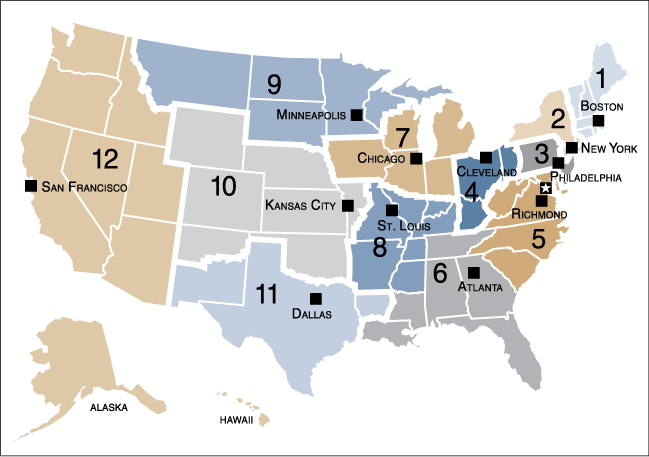 1
BOSTON
9
2
MINNEAPOLIS
7
NEW YORK
3
12
CHICAGO
CLEVELAND
PHILADELPHIA
SAN FRANCISCO
10
4
KANSAS CITY
RICHMOND
ST. LOUIS
5
8
6
11
ATLANTA
DALLAS
ALASKA
HAWAII